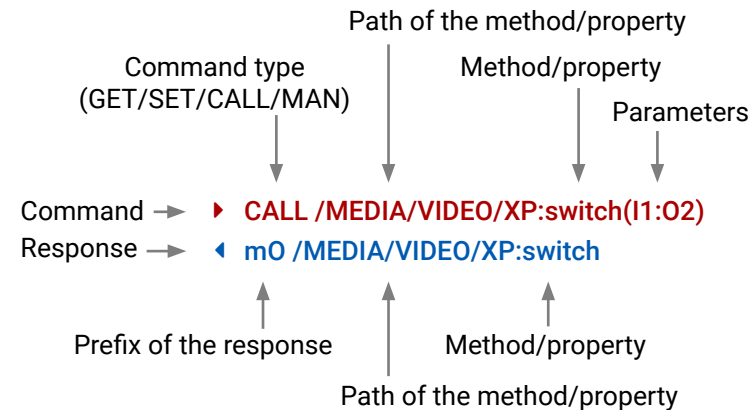 Path of the method/property
Command type
(GET/SET/CALL/MAN)
Method/property
Parameters
Command
CALL /MEDIA/VIDEO/XP:switch(I1:O2)
Response
mO /MEDIA/VIDEO/XP:switch
Prefix of the response
Method/property
Path of the method/property